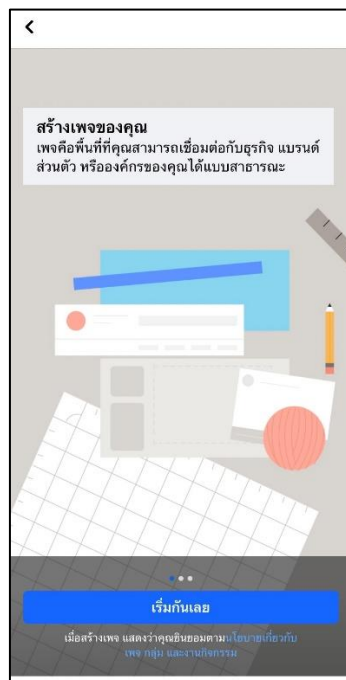 สร้างเพจของคุณ
เพจคือพื้นที่ที่คุณสามารถเชื่อมต่อกับธุรกิจ แบรนด์
ส่วนตัว หรือองค์กรของคุณได้แบบสาธารณะ
เริ่มกันเลย
เมื่อสร้างเพจ แสดงว่าคุณยินยอมตามนโยบายเกี่ยวกับ
เพจ กลุ่ม และงานกิจกรรม